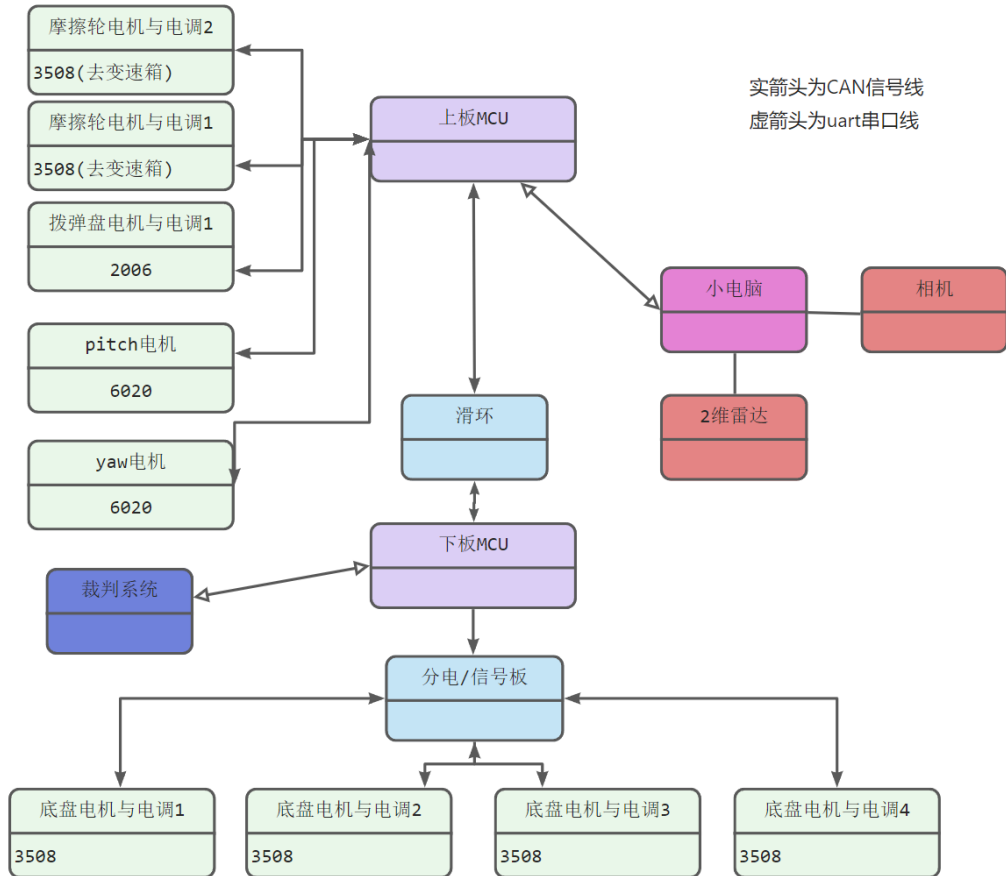 摩擦轮电机与电调2
3508(去变速箱)
摩擦轮电机与电调1
3508(去变速箱)
拨弹盘电机与电调1
2006
pitch电机
6020
yaw电机
6020
上板MCU
实箭头为CAN信号线
虚箭头为uart串口线
小电脑
相机
2维雷达
滑环
下板MCU
裁判系统
分电/信号板
底盘电机与电调1
3508
底盘电机与电调2
3508
底盘电机与电调3
3508
底盘电机与电调4
3508